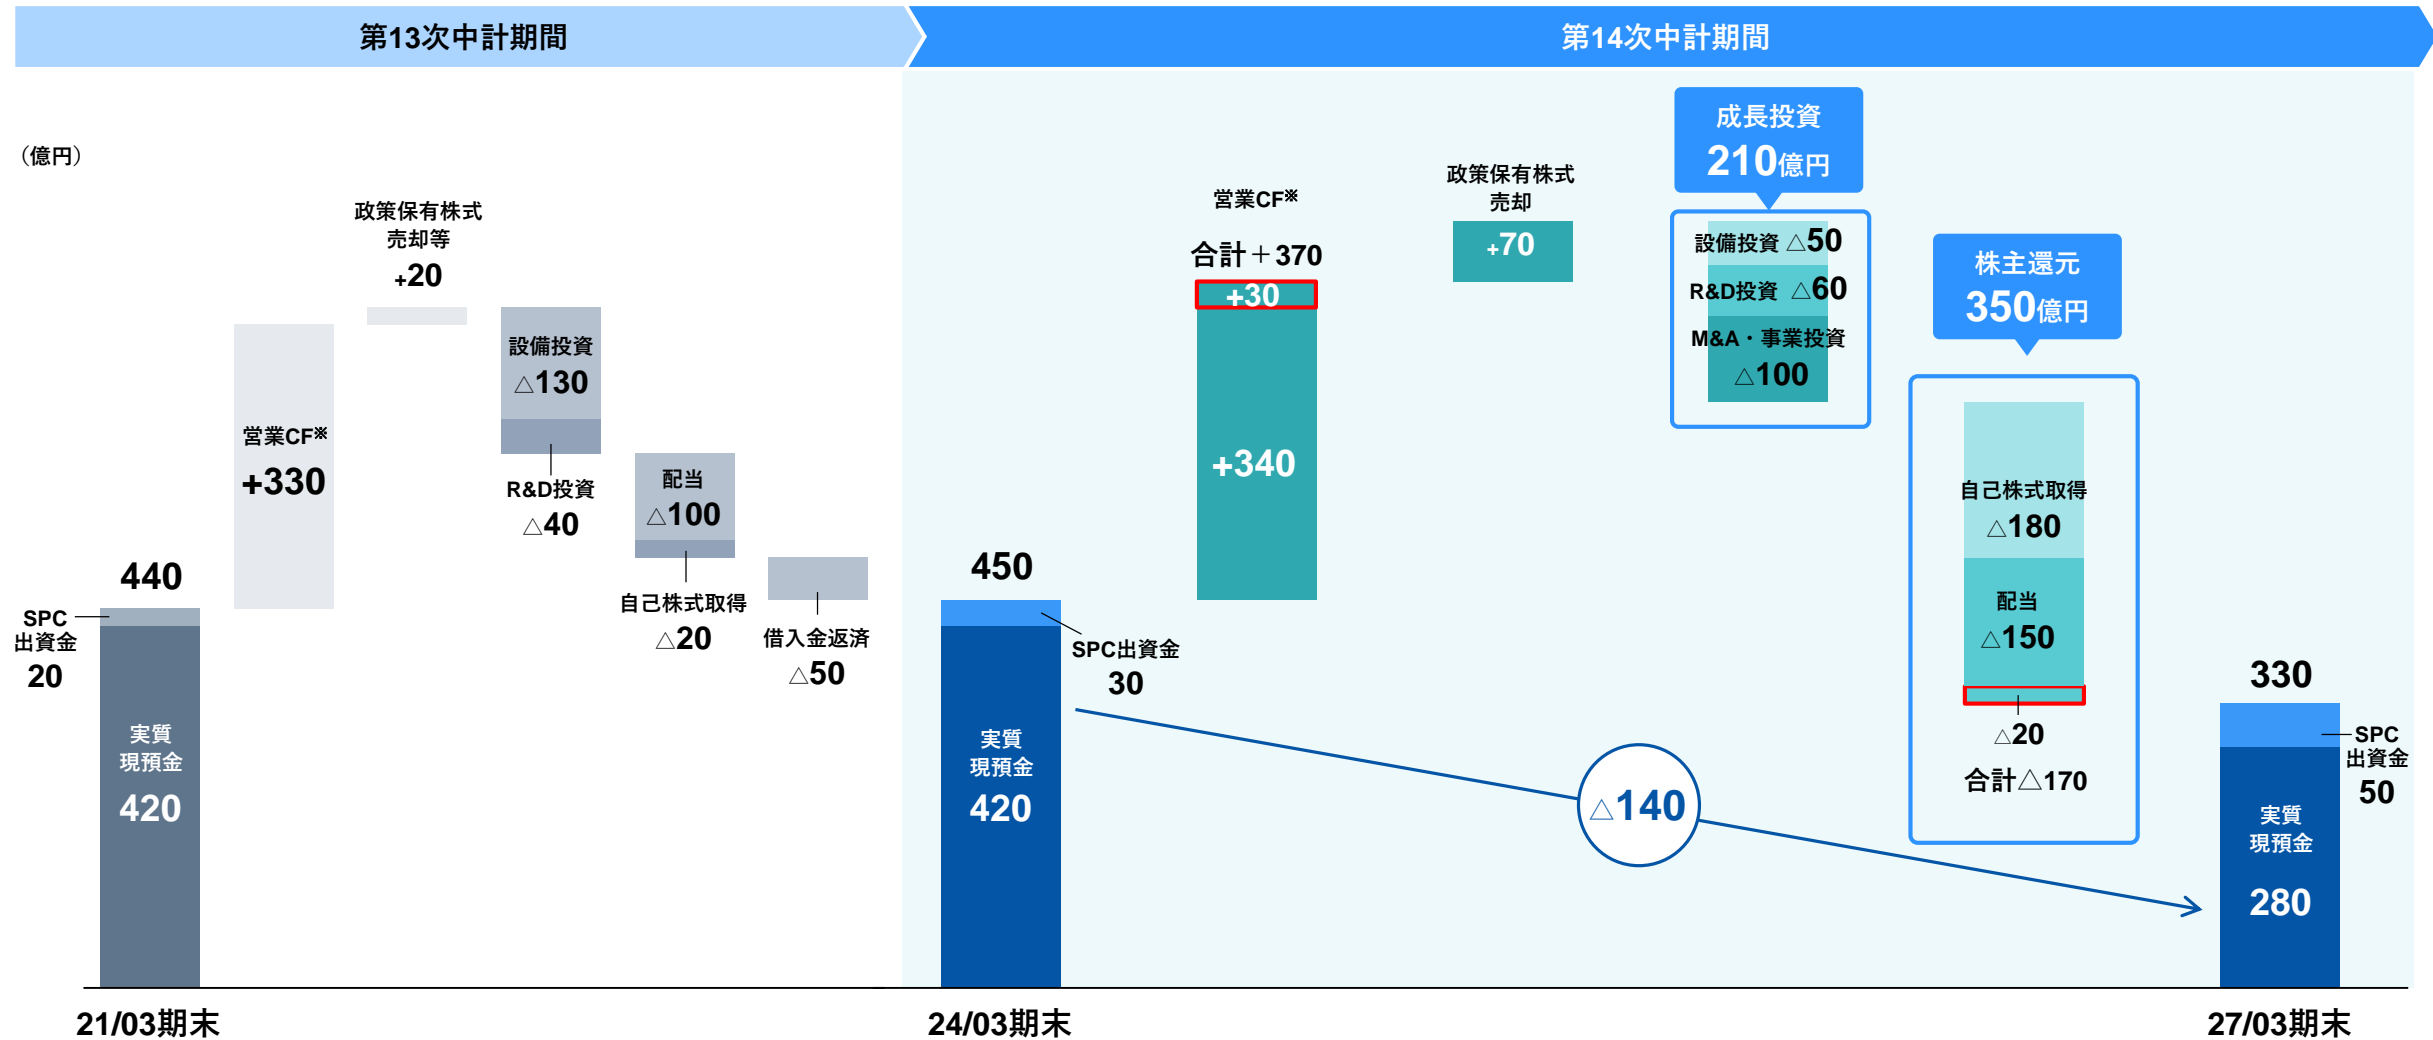 第13次中計期間
第14次中計期間
（億円）
政策保有株式
売却等
+20
営業CF※
+330
設備投資
△130
R&D投資
△40
配当
△100
自己株式取得
△20
借入金返済
△50
440
SPC
出資金
20
実質
現預金
420
21/03期末
450
SPC出資金
30
実質
現預金
420
24/03期末
営業CF※
合計＋370
+30
+340
政策保有株式
売却
+70
成長投資
210億円
設備投資 △50
R&D投資 △60
M&A・事業投資
△100
株主還元
350億円
自己株式取得
△180
配当
△150
△20
合計△170
△140
330
SPC
出資金
50
実質
現預金
280
27/03期末